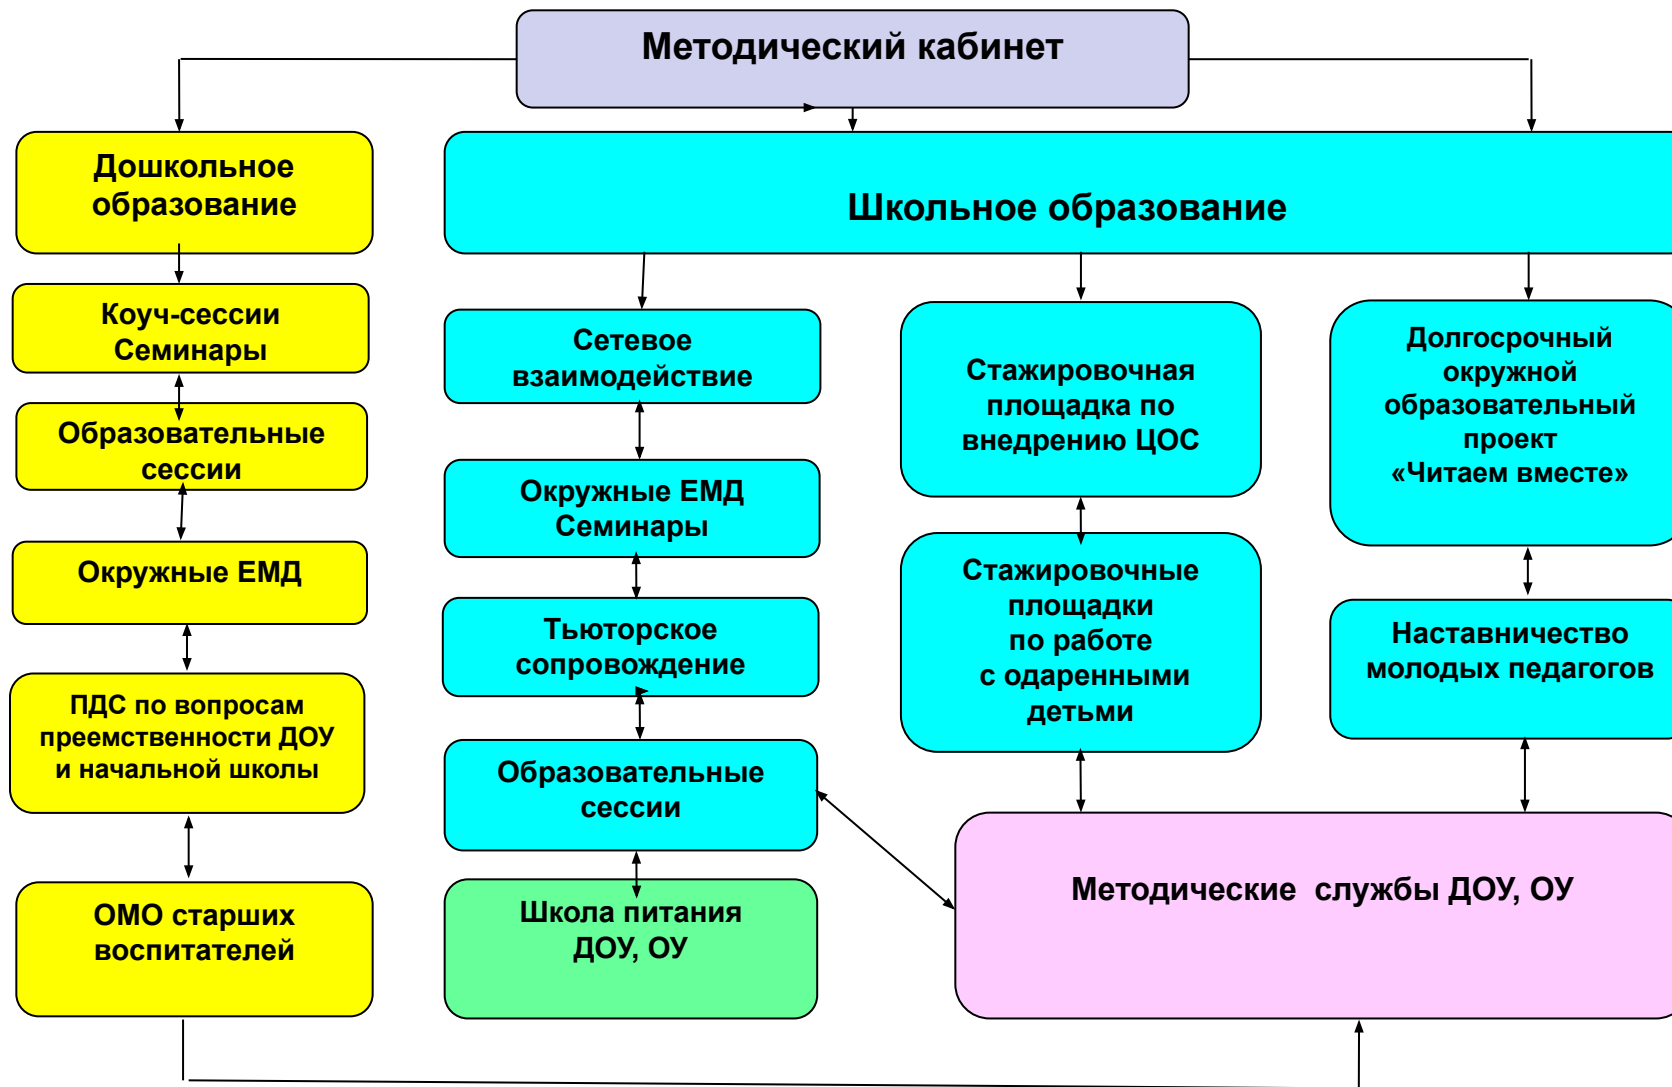 Методический кабинет
Дошкольное
образование
Школьное образование
Коуч-сессии
Семинары
Образовательные
сессии
Окружные ЕМД
ПДС по вопросам
преемственности ДОУ
и начальной школы
ОМО старших
воспитателей
Сетевое
взаимодействие
Окружные ЕМД
Семинары
Тьюторское
сопровождение
Образовательные
сессии
Школа питания
ДОУ, ОУ
Стажировочная
площадка по
внедрению ЦОС
Стажировочные
площадки
по работе
с одаренными
детьми
Долгосрочный
окружной
образовательный
проект
«Читаем вместе»
Наставничество
молодых педагогов
Методические службы ДОУ, ОУ